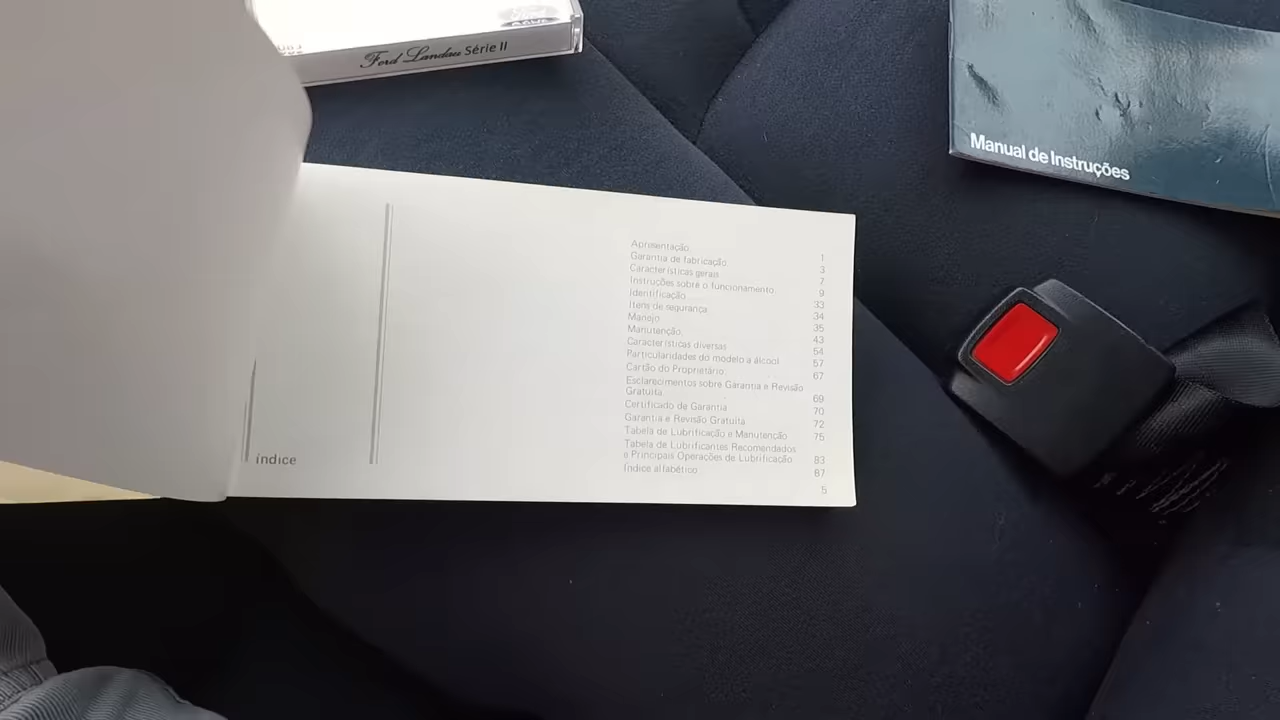 Ford
Ford Landau Série II
Manual de Instruções
Apresentação 1
Garantia de fabricação 3
Características gerais 7
Instruções sobre o funcionamento 9
Identificação 33
Itens de segurança 34
Manejo 35
Manutenção 43
Características diversas 54
Particularidades do modelo a álcool 57
Cartão do Proprietário 67
Esclarecimentos sobre Garantia e Revisão
Gratuita 69
Certificado de Garantia 70
Garantia e Revisão Gratuita 72
Tabela de Lubrificação e Manutenção 75
Tabela de Lubrificantes Recomendados
e Principais Operações de Lubrificação 83
Índice alfabético 87
índice
5